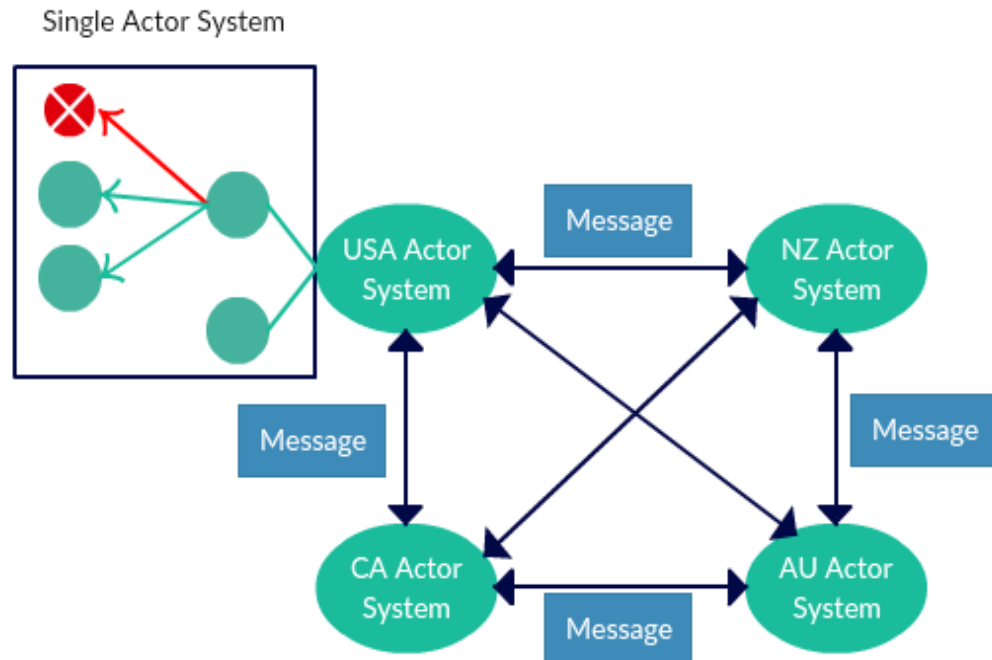 Single Actor System
USA Actor
System
Message
NZ Actor
System
Message
Message
CA Actor
System
Message
AU Actor
System